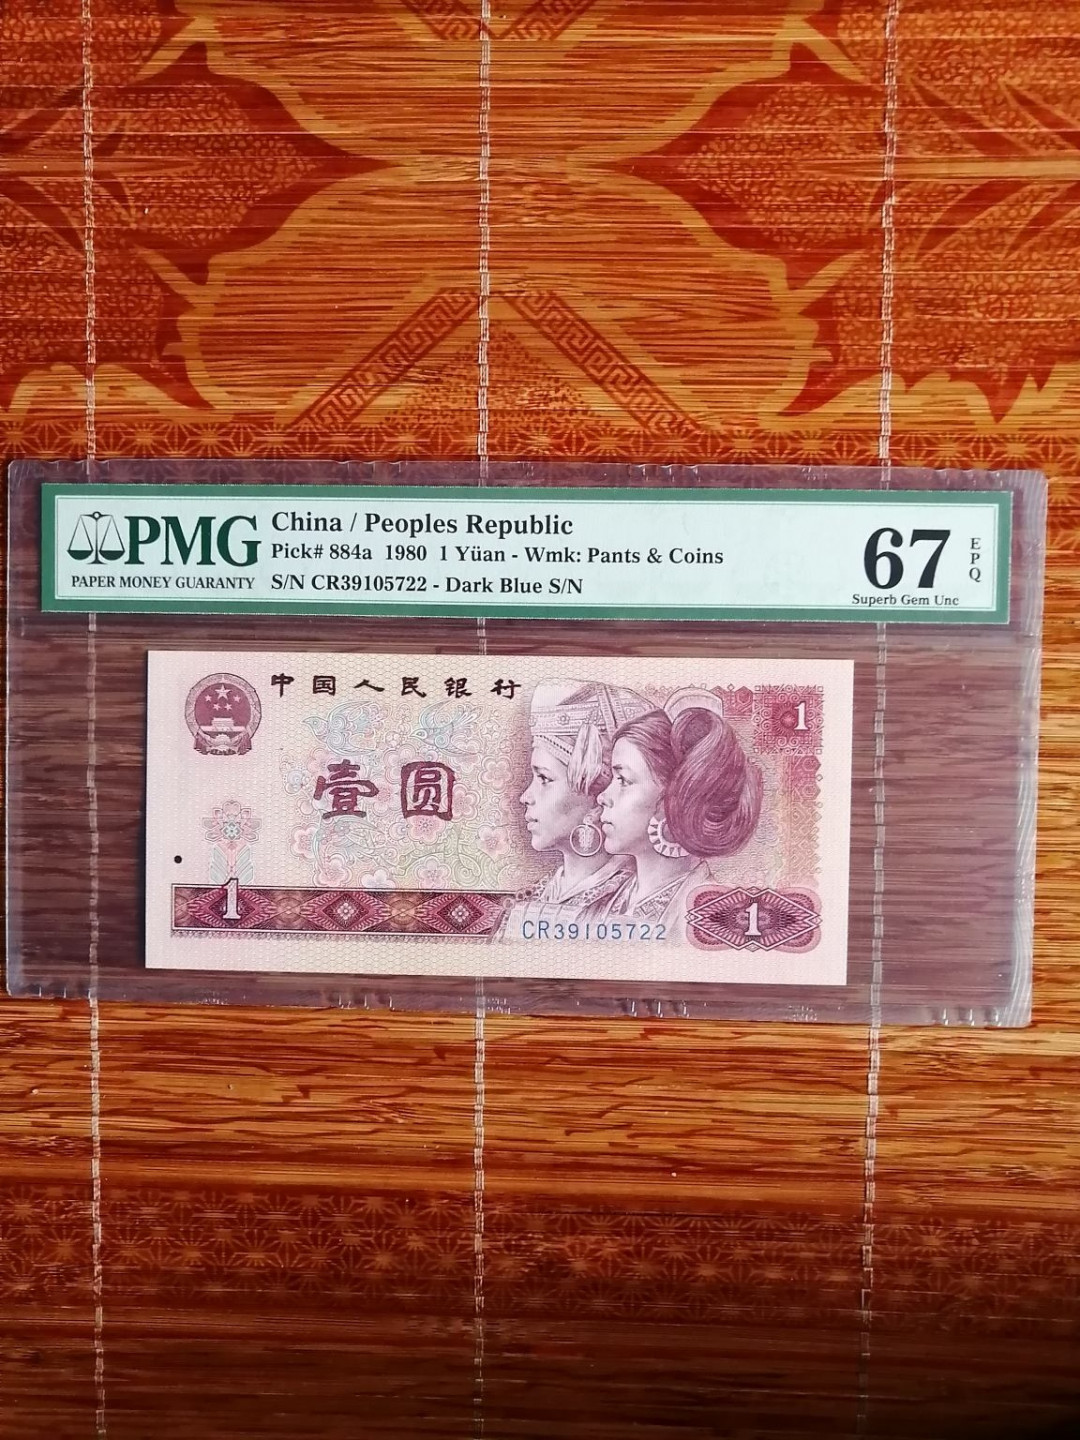 PMG
PAPER MONEY GUARANTY
China / Peoples Republic
Pick# 884a 1980 1 Yüan - Wmk: Pants & Coins
S/N CR39105722 - Dark Blue S/N
67
EPQ
Superb Gem Unc
中国人民银行
1
壹圆
1
CR39105722
1